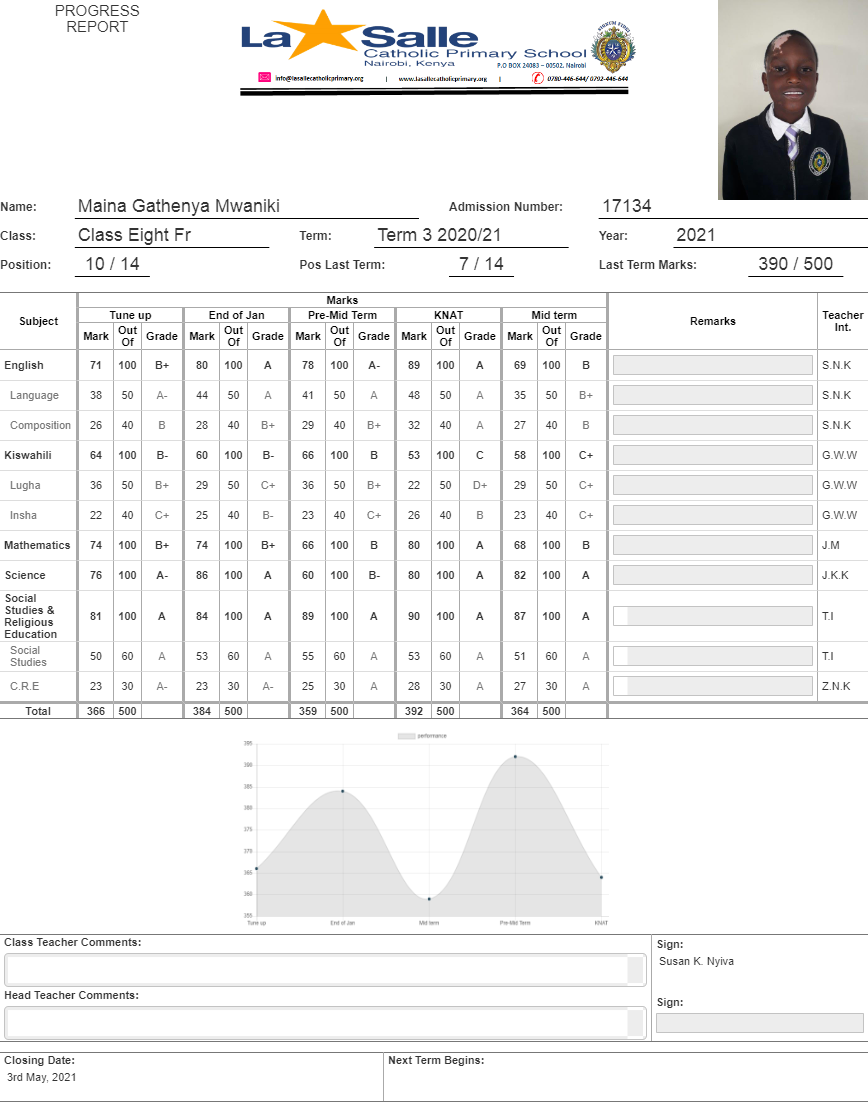 PROGRESS
REPORT
La Salle
Catholic Primary School
Nairobi, Kenya
P.O BOX 24083 – 00502, Nairobi
info@lasallecatholicprimary.org | www.lasallecatholicprimary.org | 0780-446-644/ 0792-446-644
Name: Maina Gathenya Mwaniki Admission Number: 17134
Class: Class Eight Fr Term: Term 3 2020/21 Year: 2021
Position: 10 / 14 Pos Last Term: 7 / 14 Last Term Marks: 390 / 500
Marks
Subject Tune up End of Jan Pre-Mid Term KNAT Mid term Remarks Teacher Int.
Mark Out Of Grade Mark Out Of Grade Mark Out Of Grade Mark Out Of Grade Mark Out Of Grade
English 71 100 B+ 80 100 A 78 100 A- 89 100 A 69 100 B S.N.K
Language 38 50 A- 44 50 A 41 50 A 48 50 A 35 50 B+ S.N.K
Composition 26 40 B 28 40 B+ 29 40 B+ 32 40 A 27 40 B S.N.K
Kiswahili 64 100 B- 60 100 B- 66 100 B 53 100 C 58 100 C+ G.W.W
Lugha 36 50 B+ 29 50 C+ 36 50 B+ 22 50 D+ 29 50 C+ G.W.W
Insha 22 40 C+ 25 40 B- 23 40 C+ 26 40 B 23 40 C+ G.W.W
Mathematics 74 100 B+ 74 100 B+ 66 100 B 80 100 A 68 100 B J.M
Science 76 100 A- 86 100 A 60 100 B- 80 100 A 82 100 A J.K.K
Social Studies & Religious Education 81 100 A 84 100 A 89 100 A 90 100 A 87 100 A T.I
Social Studies 50 60 A 53 60 A 55 60 A 53 60 A 51 60 A T.I
C.R.E 23 30 A- 23 30 A- 25 30 A 28 30 A 27 30 A Z.N.K
Total 366 500 384 500 359 500 392 500 364 500
performance
395
390
385
380
375
370
365
360
355
Tune up End of Jan Mid term Pre-Mid Term KNAT
Class Teacher Comments: Sign:
Susan K. Nyiva
Head Teacher Comments: Sign:
Closing Date: Next Term Begins:
3rd May, 2021